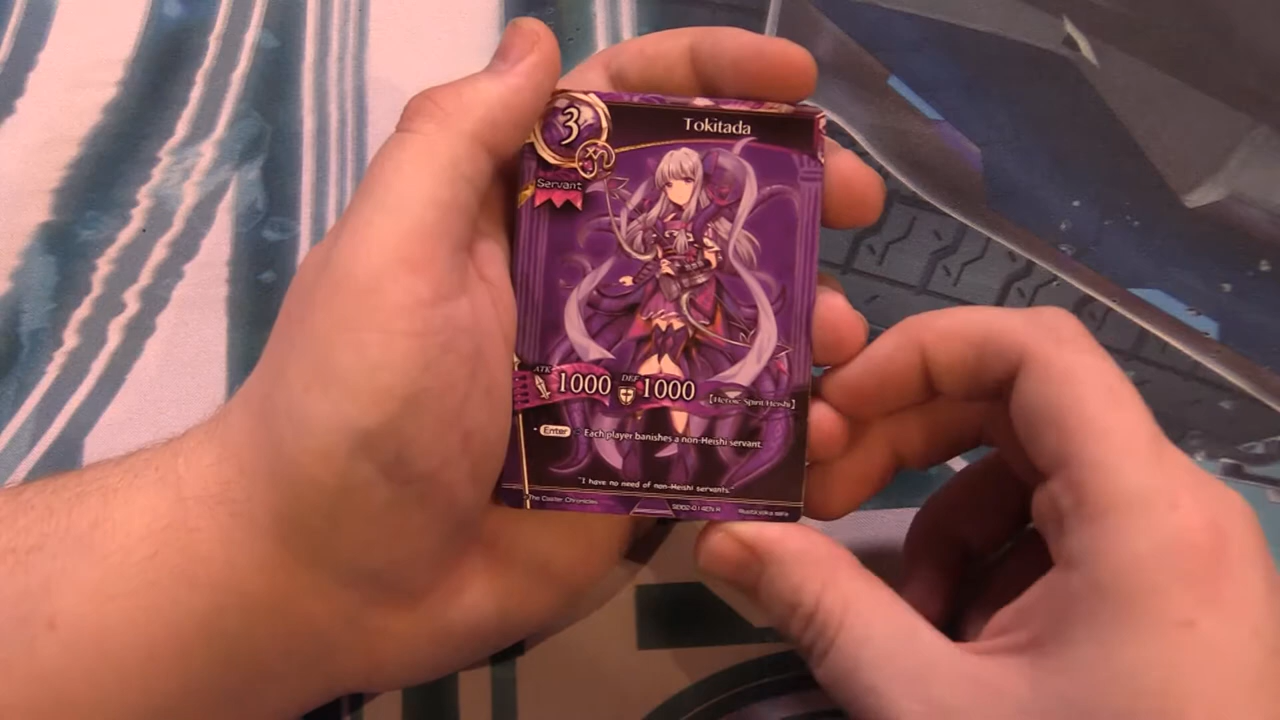 3
Tokitada
Servant
ATK 1000 DEF 1000
【Heroic Spirit Heishi】
Enter Each player banishes a non-Heishi servant.
"I have no need of non-Heishi servants."
The Caster Chronicles